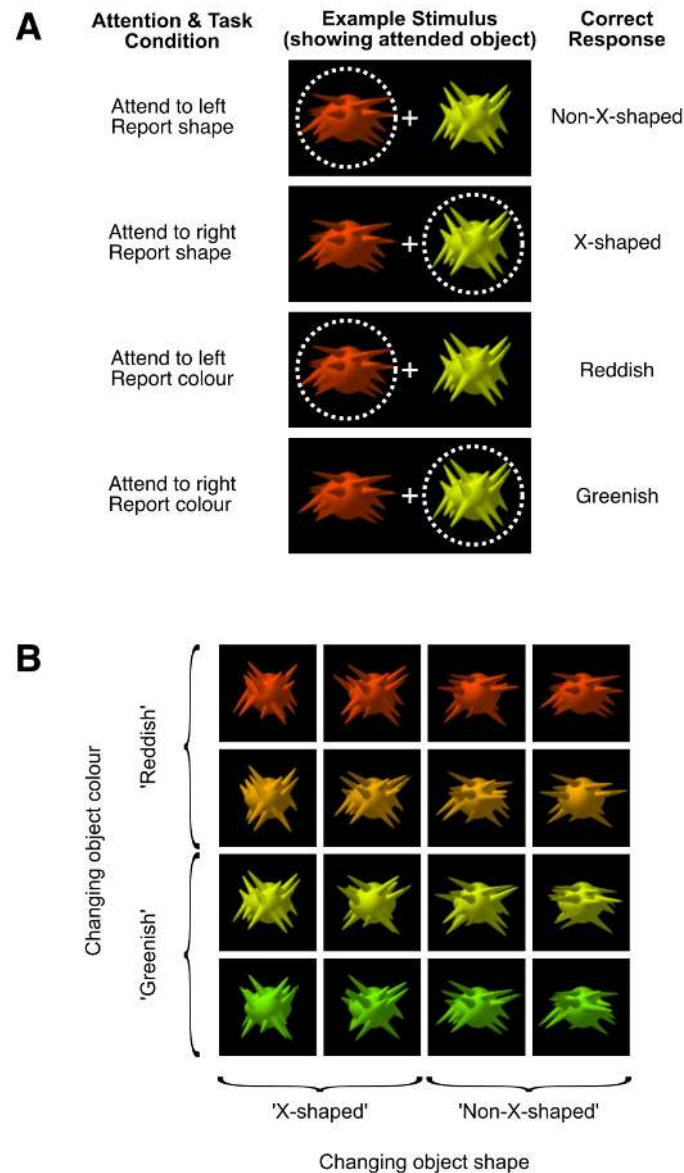 A
Attention & Task
Condition
Example Stimulus
(showing attended object)
Correct
Response
Attend to left
Report shape
+
Non-X-shaped
Attend to right
Report shape
+
X-shaped
Attend to left
Report colour
+
Reddish
Attend to right
Report colour
+
Greenish
B
Changing object colour
'Reddish'
'Greenish'
'X-shaped'
'Non-X-shaped'
Changing object shape